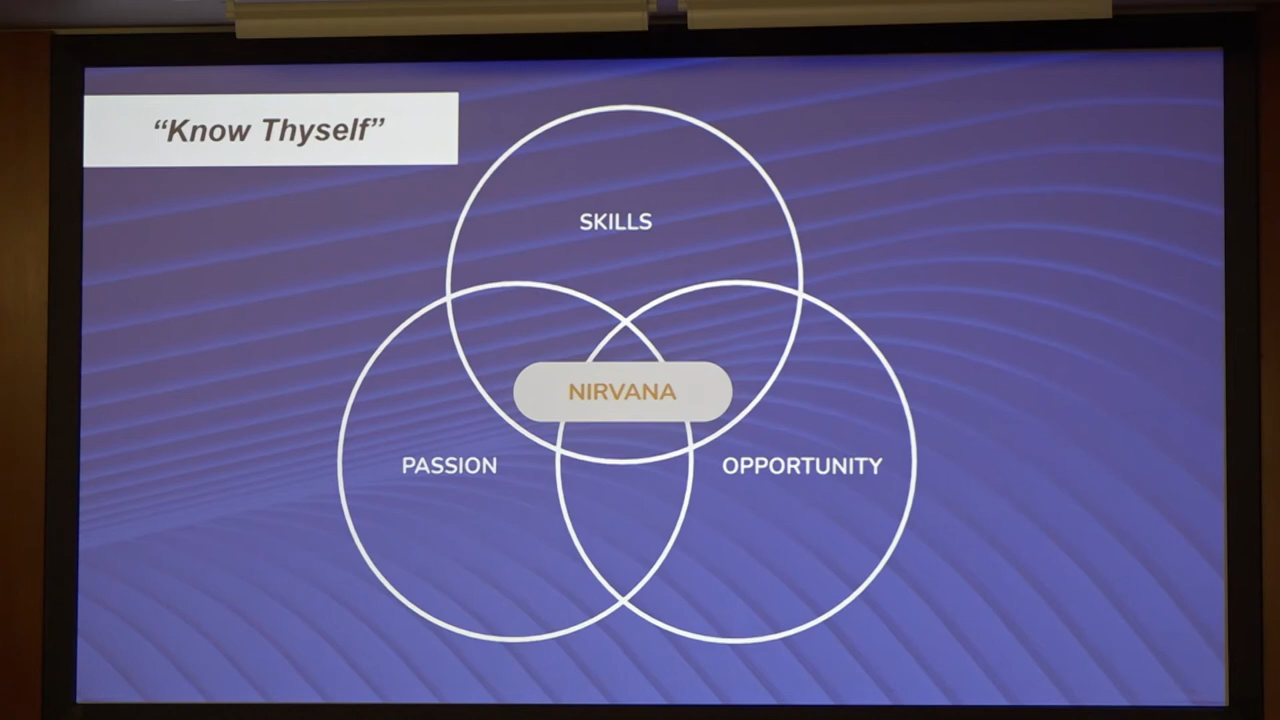 “Know Thyself”
SKILLS
NIRVANA
PASSION
OPPORTUNITY